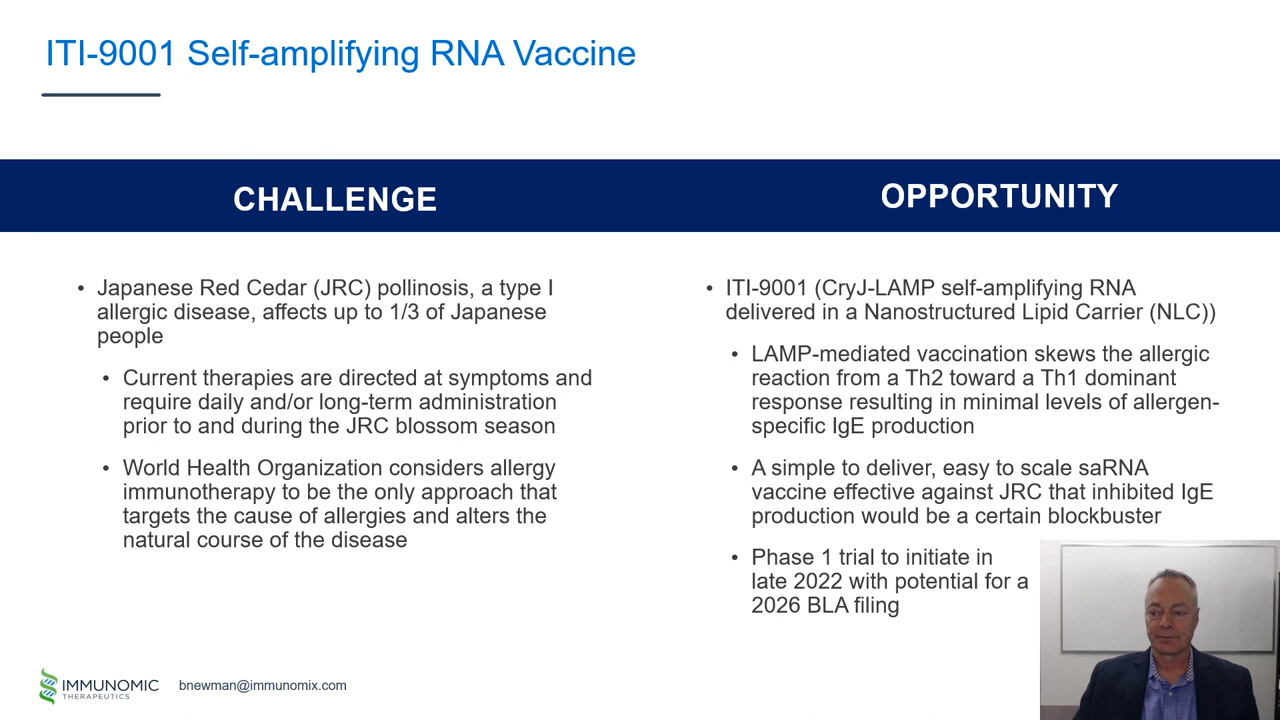 ITI-9001 Self-amplifying RNA Vaccine
CHALLENGE
• Japanese Red Cedar (JRC) pollinosis, a type I
allergic disease, affects up to 1/3 of Japanese
people
• Current therapies are directed at symptoms and
require daily and/or long-term administration
prior to and during the JRC blossom season
• World Health Organization considers allergy
immunotherapy to be the only approach that
targets the cause of allergies and alters the
natural course of the disease
OPPORTUNITY
• ITI-9001 (CryJ-LAMP self-amplifying RNA
delivered in a Nanostructured Lipid Carrier (NLC))
• LAMP-mediated vaccination skews the allergic
reaction from a Th2 toward a Th1 dominant
response resulting in minimal levels of allergen-
specific IgE production
• A simple to deliver, easy to scale saRNA
vaccine effective against JRC that inhibited IgE
production would be a certain blockbuster
• Phase 1 trial to initiate in
late 2022 with potential for a
2026 BLA filing
IMMUNOMIC
THERAPEUTICS
bnewman@immunomix.com